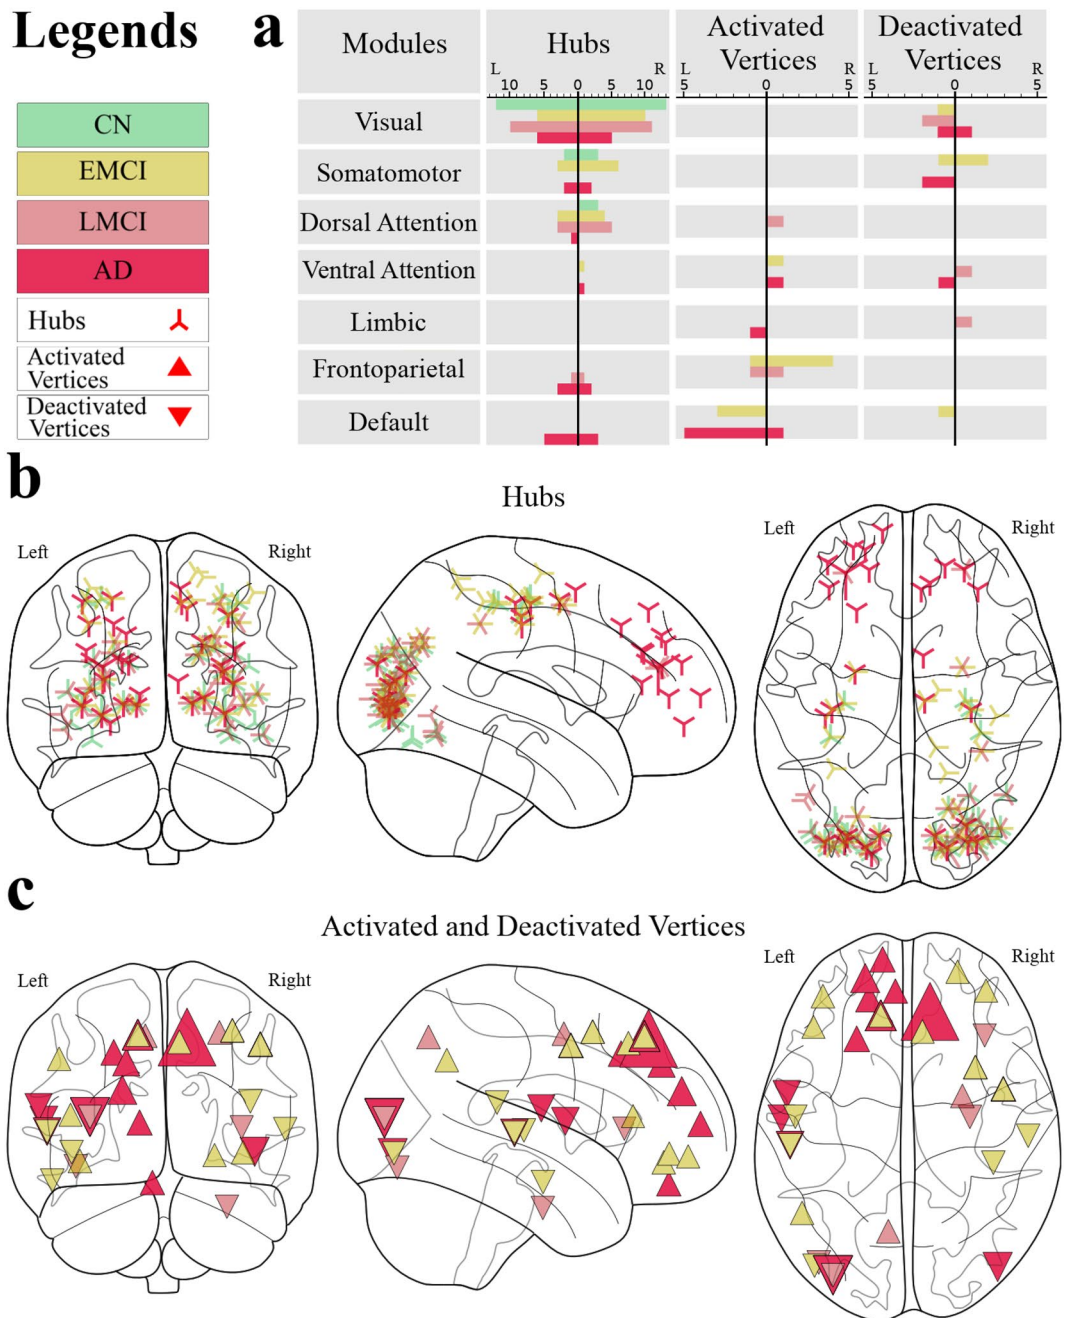 Legends
CN
EMCI
LMCI
AD
Hubs
Activated
Vertices
Deactivated
Vertices
a
Modules
Hubs
Activated
Vertices
Deactivated
Vertices
L R L R L R
10 5 0 5 10 5 0 5 5 0 5
Visual
Somatomotor
Dorsal Attention
Ventral Attention
Limbic
Frontoparietal
Default
b
Hubs
Left Right Left Right
c
Activated and Deactivated Vertices
Left Right Left Right